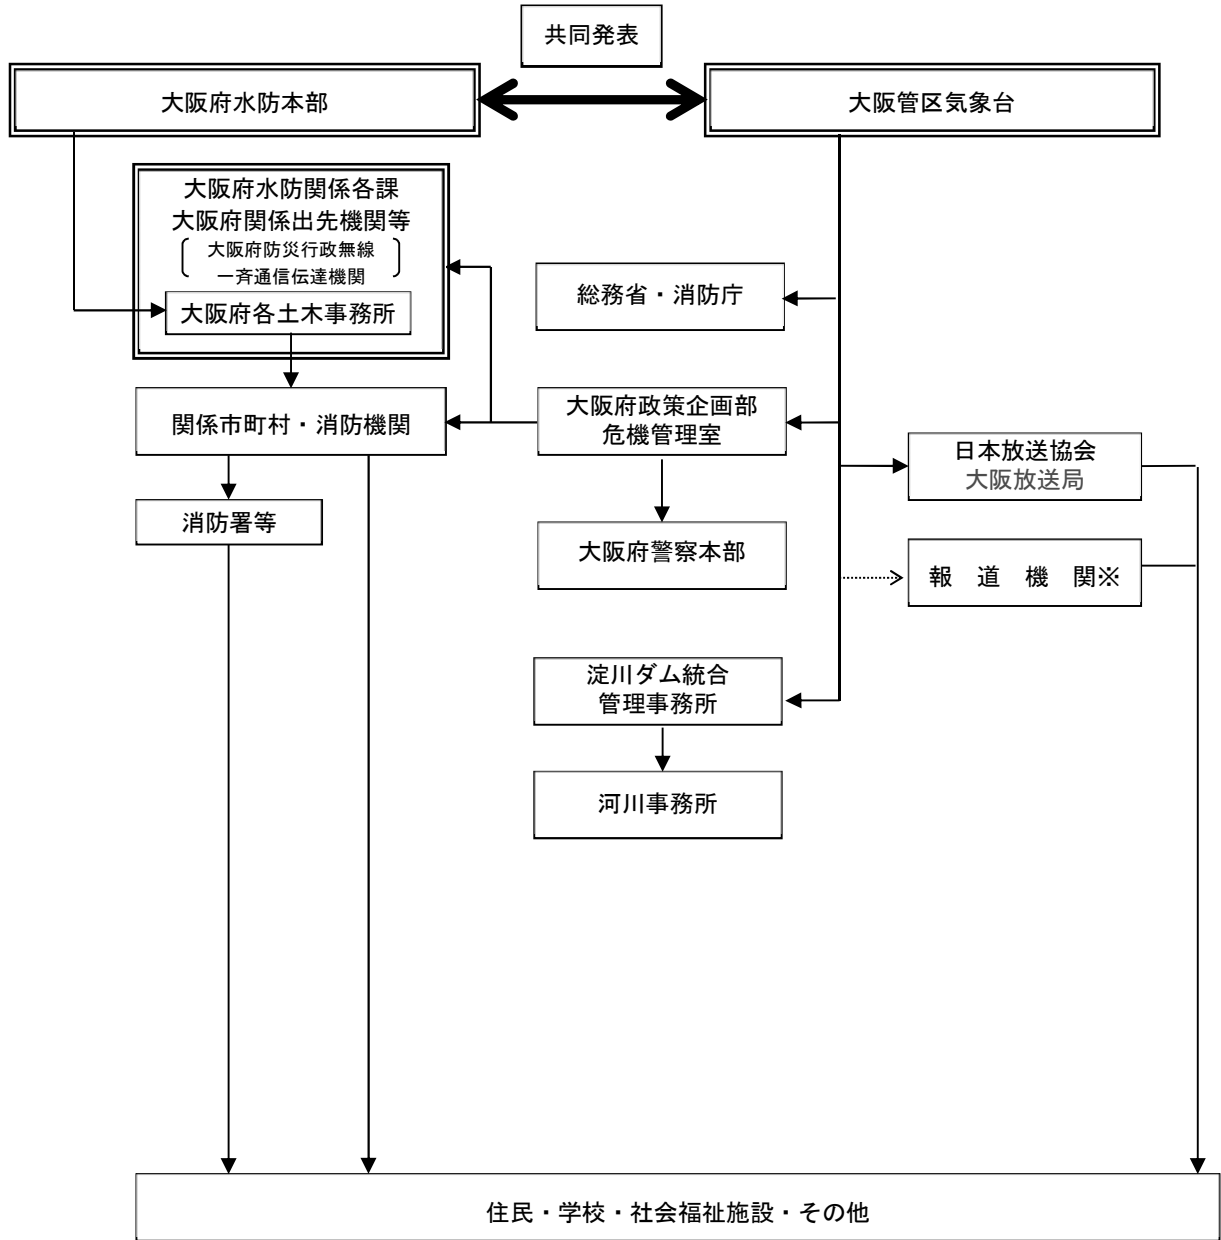 共同発表
大阪府水防本部
大阪管区気象台
大阪府水防関係各課
大阪府関係出先機関等
大阪府防災行政無線
一斉通信伝達機関
大阪府各土木事務所
総務省・消防庁
関係市町村・消防機関
大阪府政策企画部
危機管理室
日本放送協会
大阪放送局
消防署等
大阪府警察本部
報　道　機　関※
淀川ダム統合
管理事務所
河川事務所
住民・学校・社会福祉施設・その他